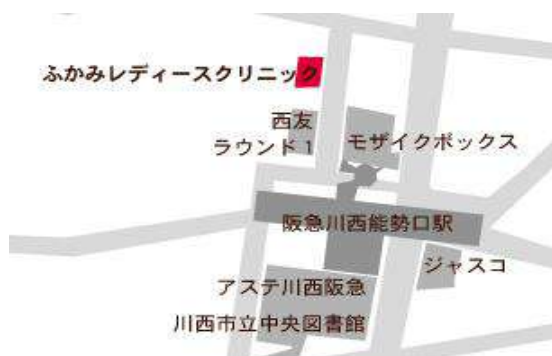 ふかみレディースクリニック
西友
ラウンド1
モザイクボックス
阪急川西能勢口駅
ジャスコ
アステ川西阪急
川西市立中央図書館